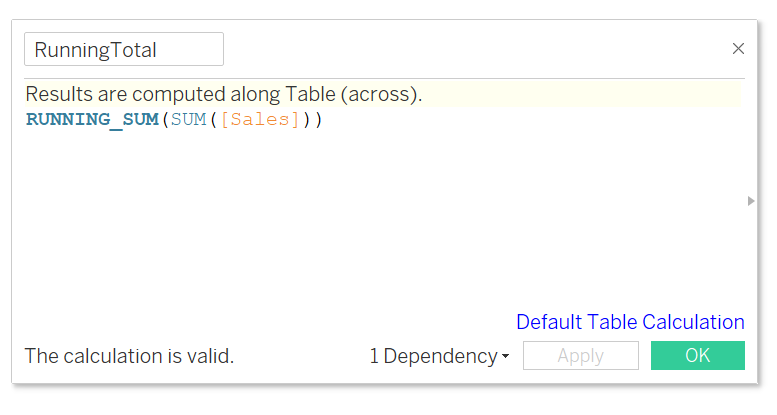 RunningTotal
Results are computed along Table (across).
RUNNING_SUM(SUM([Sales]))
Default Table Calculation
The calculation is valid.
1 Dependency
Apply
OK